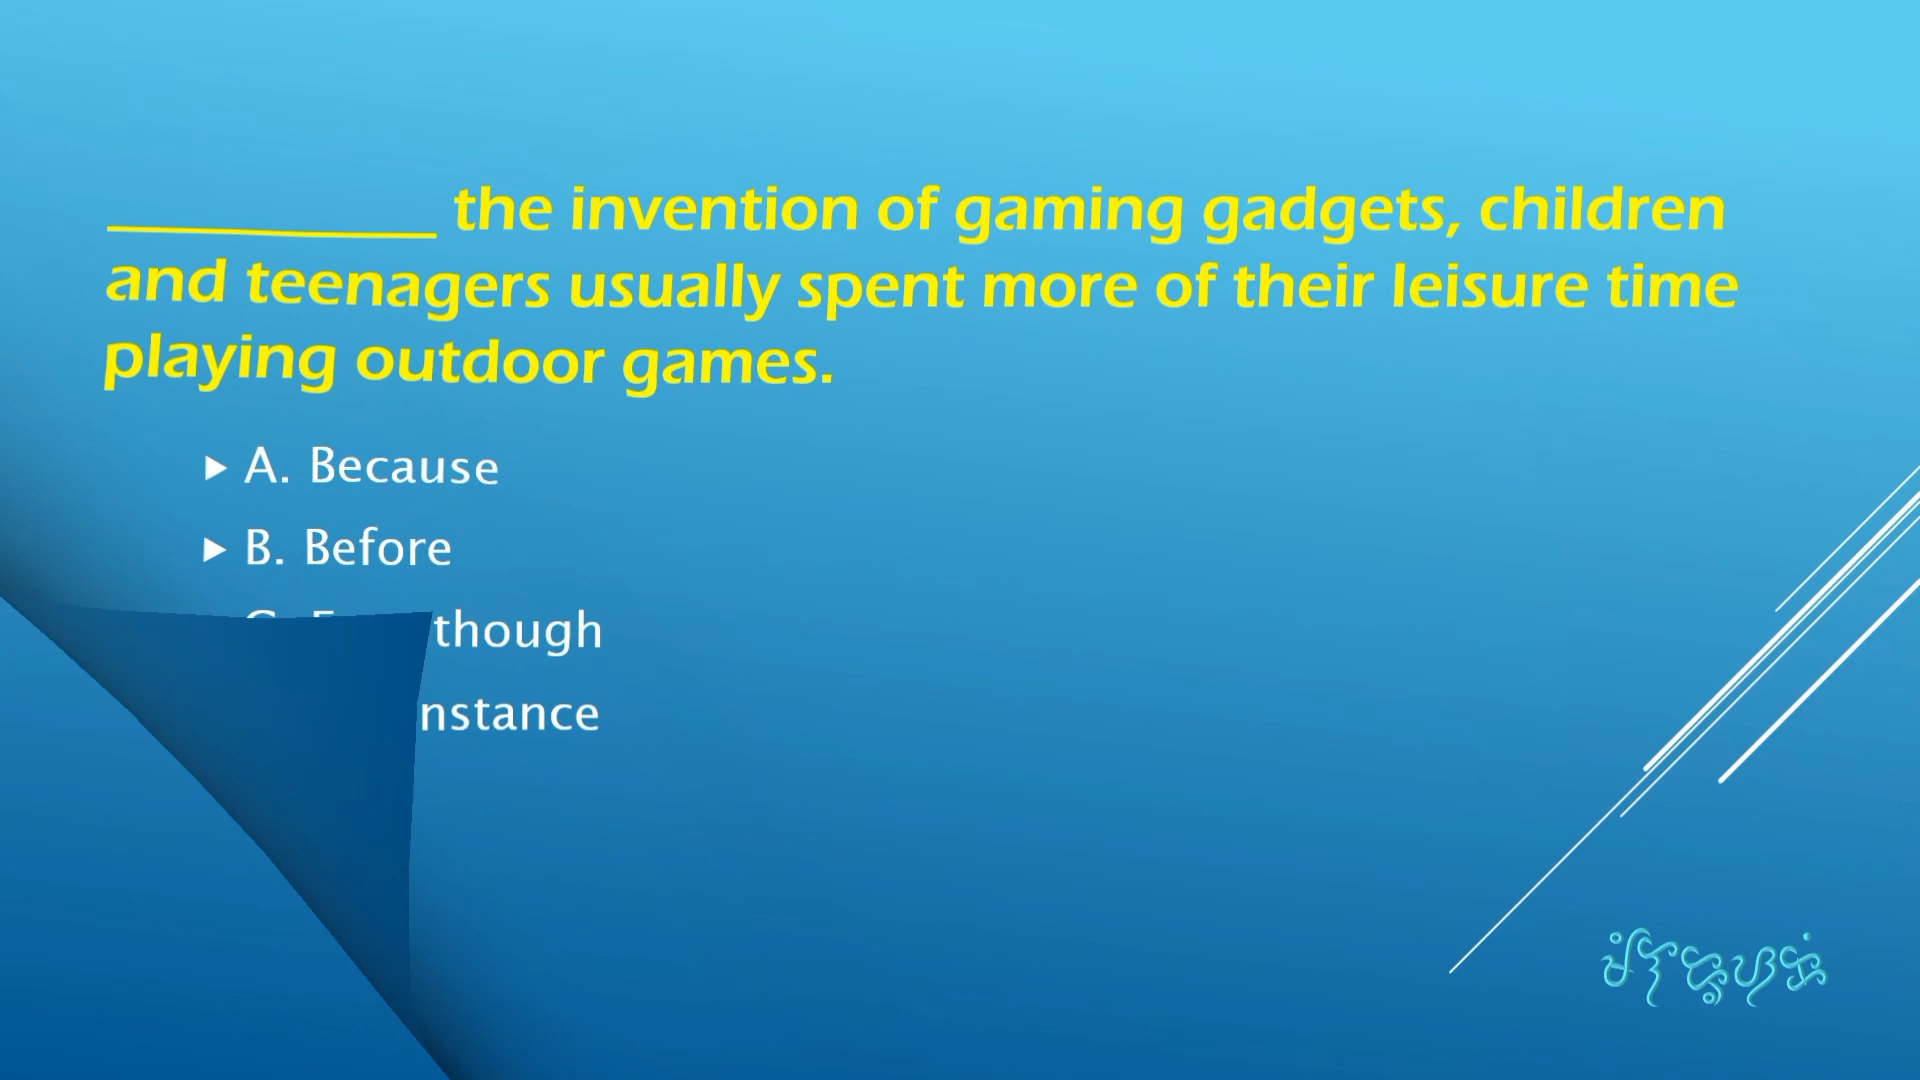 __________ the invention of gaming gadgets, children
and teenagers usually spent more of their leisure time
playing outdoor games.
A. Because
B. Before
though
nstance